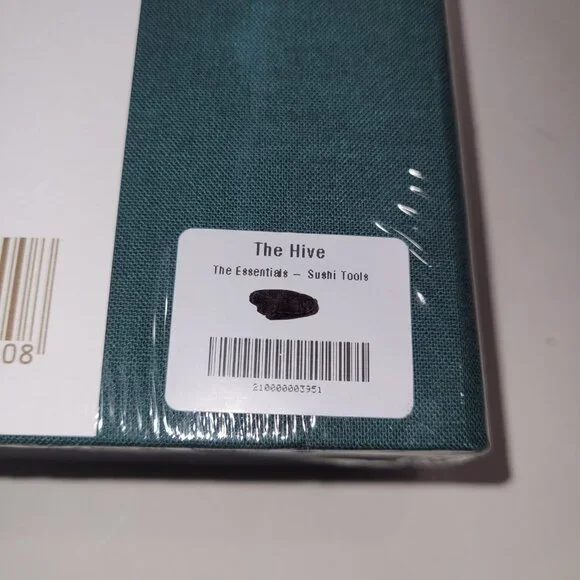 The Hive
The Essentials – Sushi Tools
210000003951
08